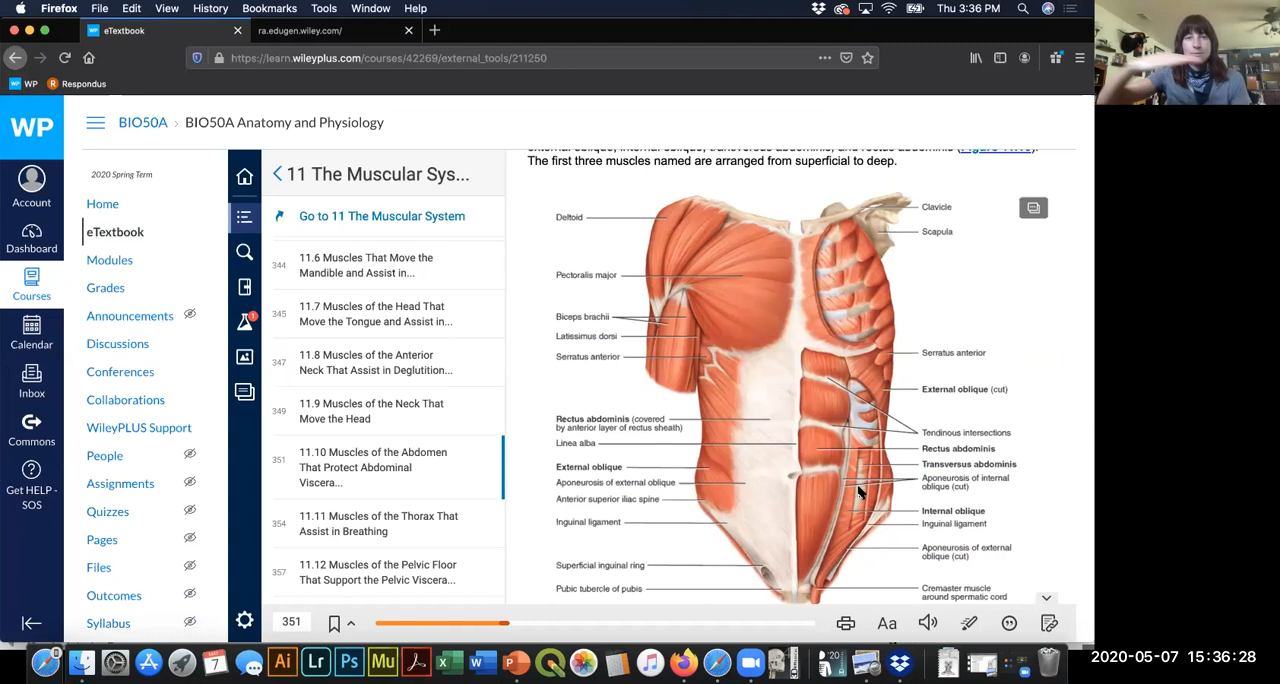 Firefox File Edit View History Bookmarks Tools Window Help
Thu 3:36 PM
WP eTextbook
ra.edugen.wiley.com/
https://learn.wileyplus.com/courses/42269/external_tools/211250
WP WP
R Respondus
WP
Account
Dashboard
Courses
Calendar
Inbox
Commons
Get HELP - SOS
BIO50A › BIO50A Anatomy and Physiology
2020 Spring Term
Home
eTextbook
Modules
Grades
Announcements
Discussions
Conferences
Collaborations
WileyPLUS Support
People
Assignments
Quizzes
Pages
Files
Outcomes
Syllabus
11 The Muscular Sys...
Go to 11 The Muscular System
344 11.6 Muscles That Move the
Mandible and Assist in...
345 11.7 Muscles of the Head That
Move the Tongue and Assist in...
347 11.8 Muscles of the Anterior
Neck That Assist in Deglutition...
349 11.9 Muscles of the Neck That
Move the Head
351 11.10 Muscles of the Abdomen
That Protect Abdominal
Viscera...
354 11.11 Muscles of the Thorax That
Assist in Breathing
357 11.12 Muscles of the Pelvic Floor
That Support the Pelvic Viscera...
The first three muscles named are arranged from superficial to deep.
Deltoid
Pectoralis major
Biceps brachii
Latissimus dorsi
Serratus anterior
Rectus abdominis (covered
by anterior layer of rectus sheath)
Linea alba
External oblique
Aponeurosis of external oblique
Anterior superior iliac spine
Inguinal ligament
Superficial inguinal ring
Pubic tubercle of pubis
Clavicle
Scapula
Serratus anterior
External oblique (cut)
Tendinous intersections
Rectus abdominis
Transversus abdominis
Aponeurosis of internal
oblique (cut)
Internal oblique
Inguinal ligament
Aponeurosis of external
oblique (cut)
Cremaster muscle
around spermatic cord
351
Aa
2020-05-07 15:36:28